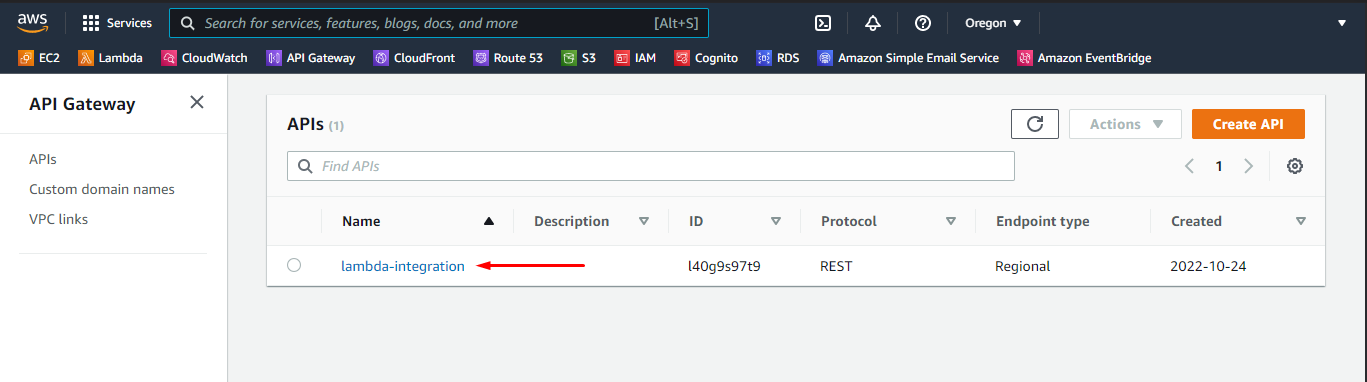 aws Services Search for services, features, blogs, docs, and more [Alt+S] Oregon
EC2 Lambda CloudWatch API Gateway CloudFront Route 53 S3 IAM Cognito RDS Amazon Simple Email Service Amazon EventBridge
API Gateway
APIs
Custom domain names
VPC links
APIs (1) Actions Create API
Find APIs 1
Name Description ID Protocol Endpoint type Created
lambda-integration l40g9s97t9 REST Regional 2022-10-24